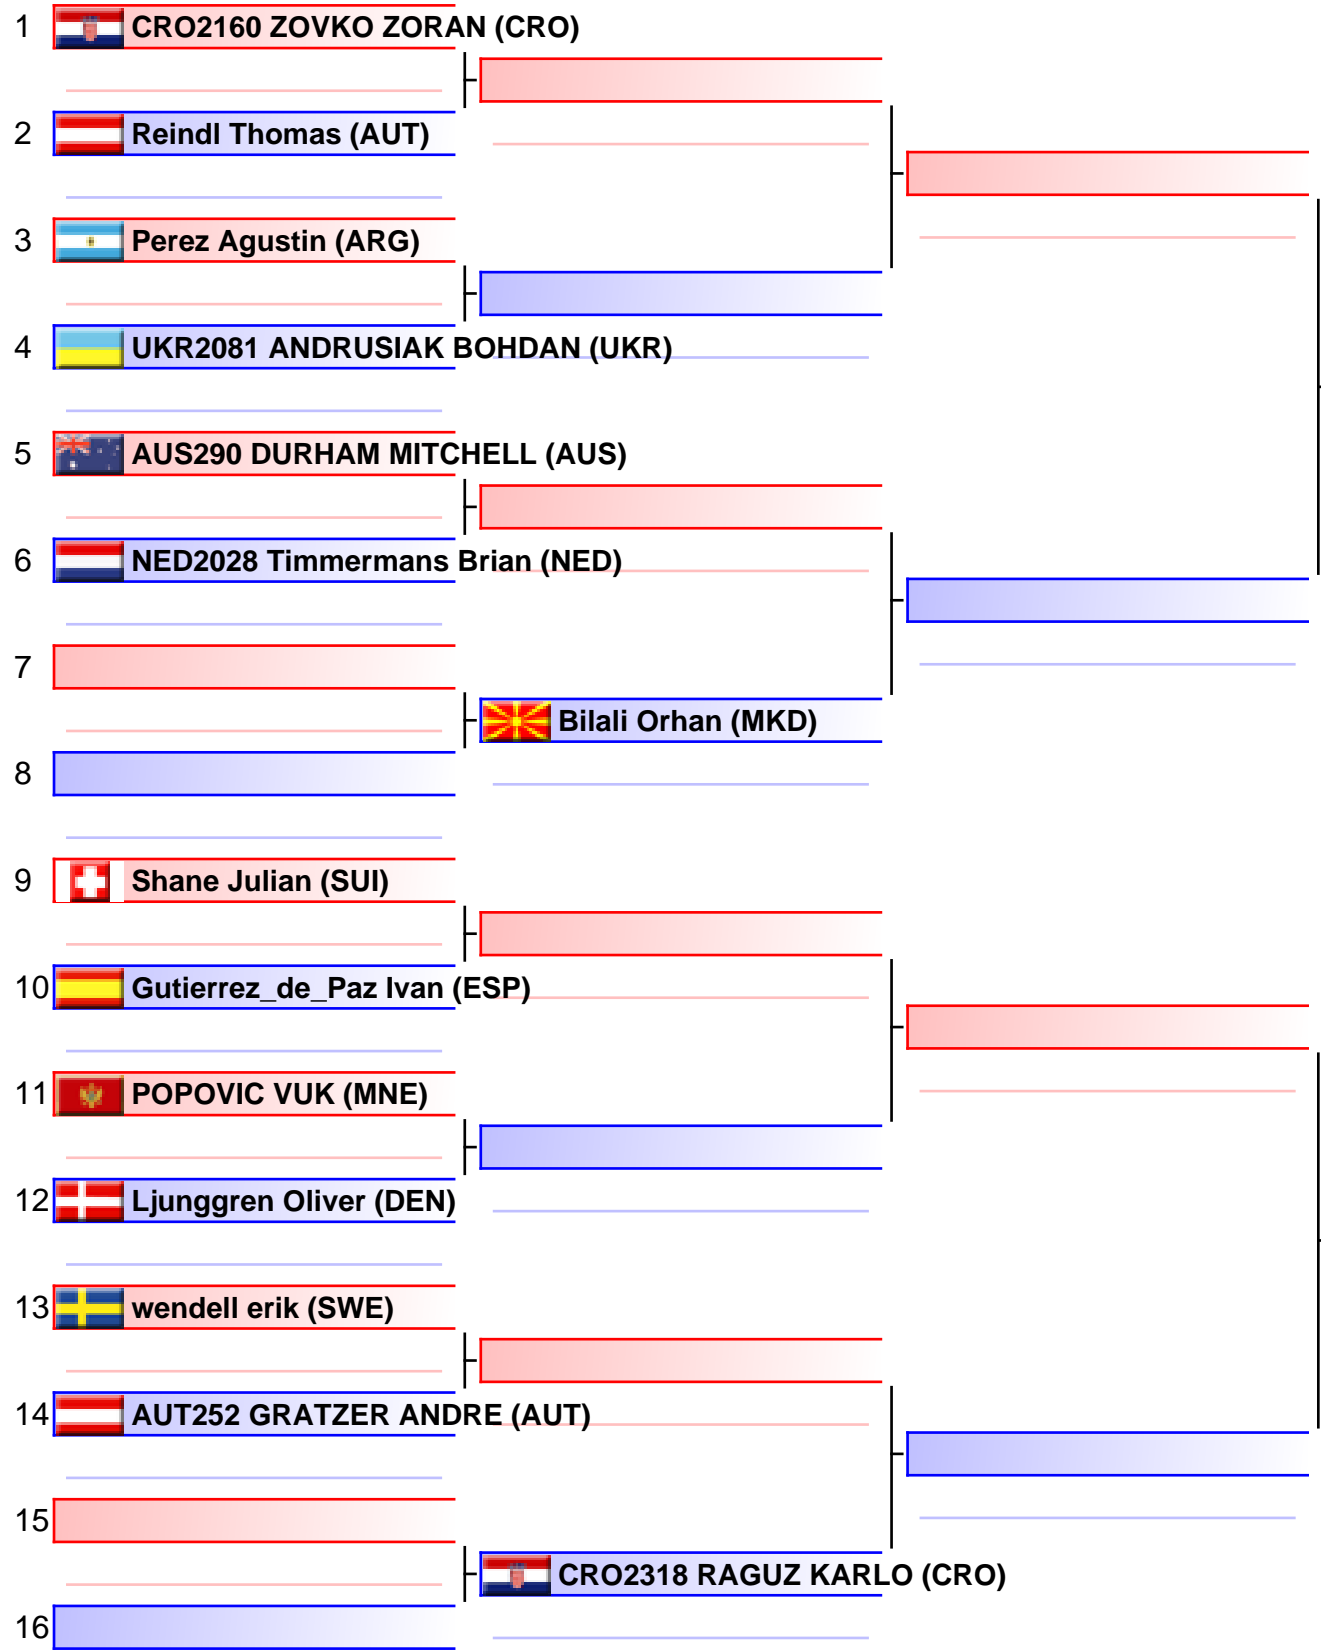 1 CRO2160 ZOVKO ZORAN (CRO)
2 Reindl Thomas (AUT)
3 Perez Agustin (ARG)
4 UKR2081 ANDRUSIAK BOHDAN (UKR)
5 AUS290 DURHAM MITCHELL (AUS)
6 NED2028 Timmermans Brian (NED)
7
Bilali Orhan (MKD)
8
9 Shane Julian (SUI)
10 Gutierrez_de_Paz Ivan (ESP)
11 POPOVIC VUK (MNE)
12 Ljunggren Oliver (DEN)
13 wendell erik (SWE)
14 AUT252 GRATZER ANDRE (AUT)
15
CRO2318 RAGUZ KARLO (CRO)
16